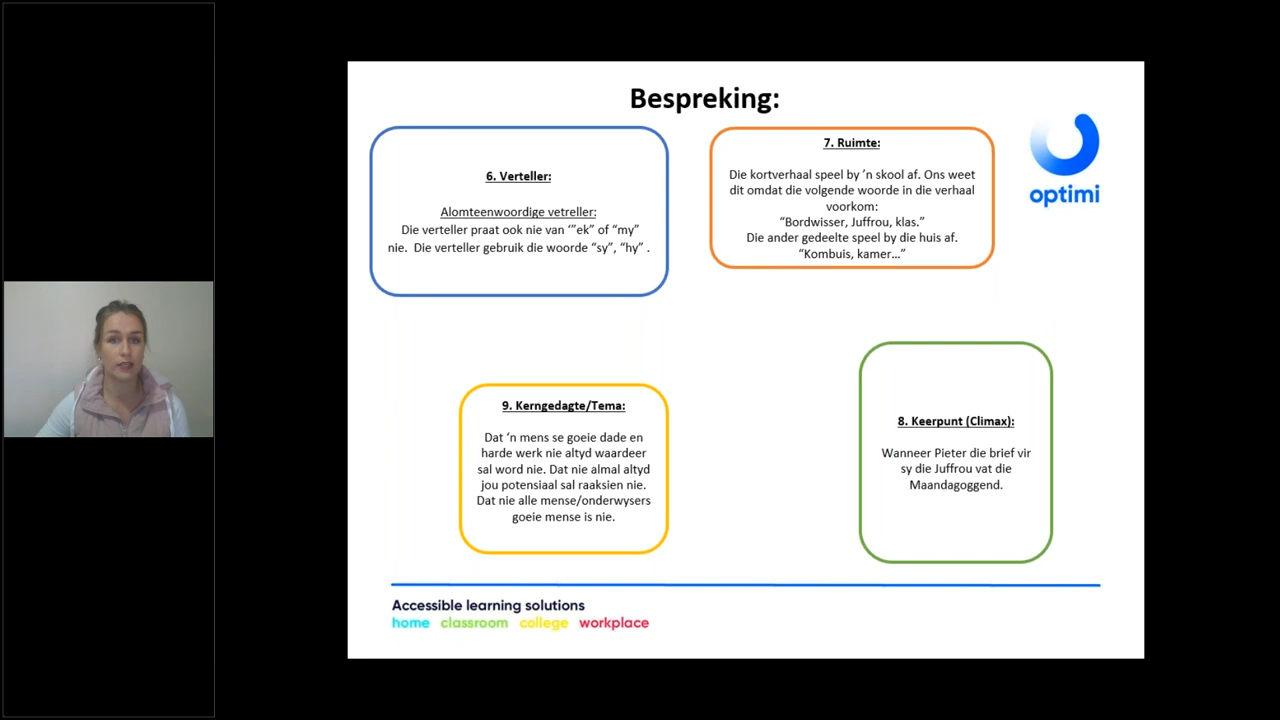 Bespreking:
6. Verteller:
Alomteenwoordige vetreller:
Die verteller praat ook nie van ‘”ek” of “my”
nie. Die verteller gebruik die woorde “sy”, “hy” .
7. Ruimte:
Die kortverhaal speel by ’n skool af. Ons weet
dit omdat die volgende woorde in die verhaal
voorkom:
“Bordwisser, Juffrou, klas.”
Die ander gedeelte speel by die huis af.
“Kombuis, kamer…”
optimi
9. Kerngedagte/Tema:
Dat ‘n mens se goeie dade en
harde werk nie altyd waardeer
sal word nie. Dat nie almal altyd
jou potensiaal sal raaksien nie.
Dat nie alle mense/onderwysers
goeie mense is nie.
8. Keerpunt (Climax):
Wanneer Pieter die brief vir
sy die Juffrou vat die
Maandagoggend.
Accessible learning solutions
home classroom college workplace